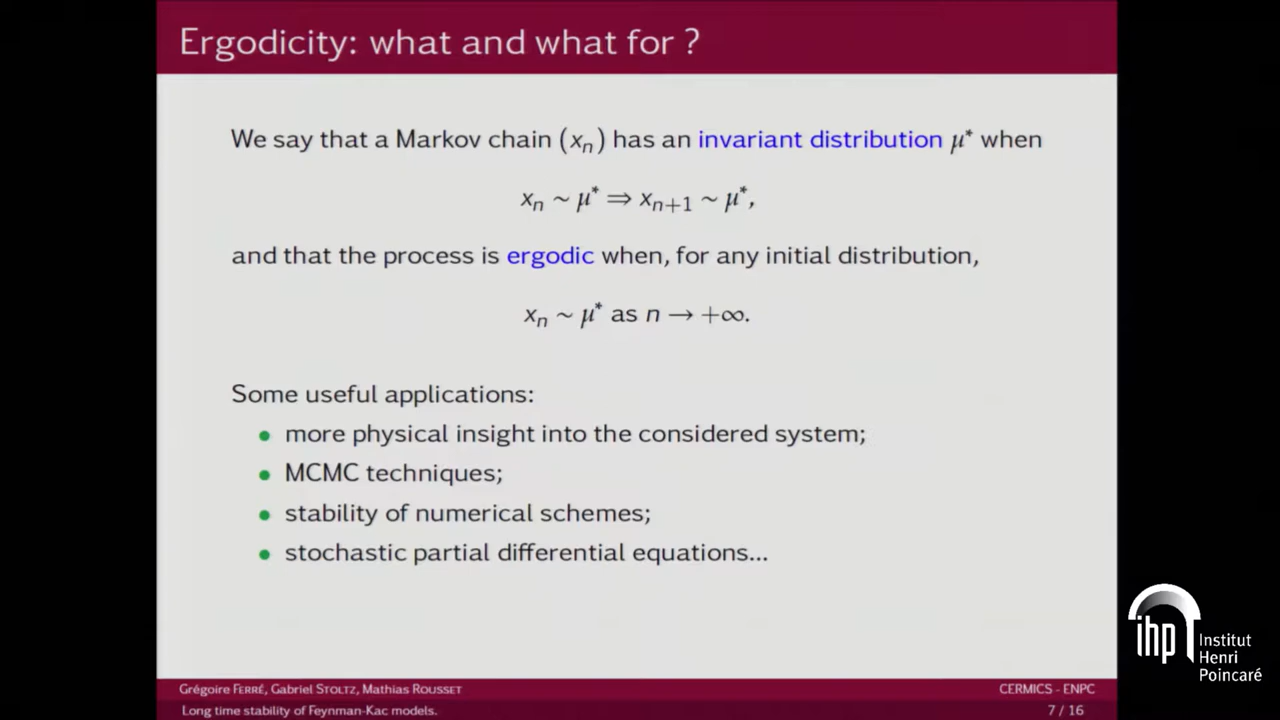 Ergodicity: what and what for ?
We say that a Markov chain (xₙ) has an invariant distribution μ* when
xₙ ∼ μ* ⇒ xₙ₊₁ ∼ μ*,
and that the process is ergodic when, for any initial distribution,
xₙ ∼ μ* as n → +∞.
Some useful applications:
• more physical insight into the considered system;
• MCMC techniques;
• stability of numerical schemes;
• stochastic partial differential equations...
ihp Institut
Henri
Poincaré
Grégoire FERRÉ, Gabriel STOLTZ, Mathias ROUSSET CERMICS - ENPC
Long time stability of Feynman-Kac models. 7 / 16